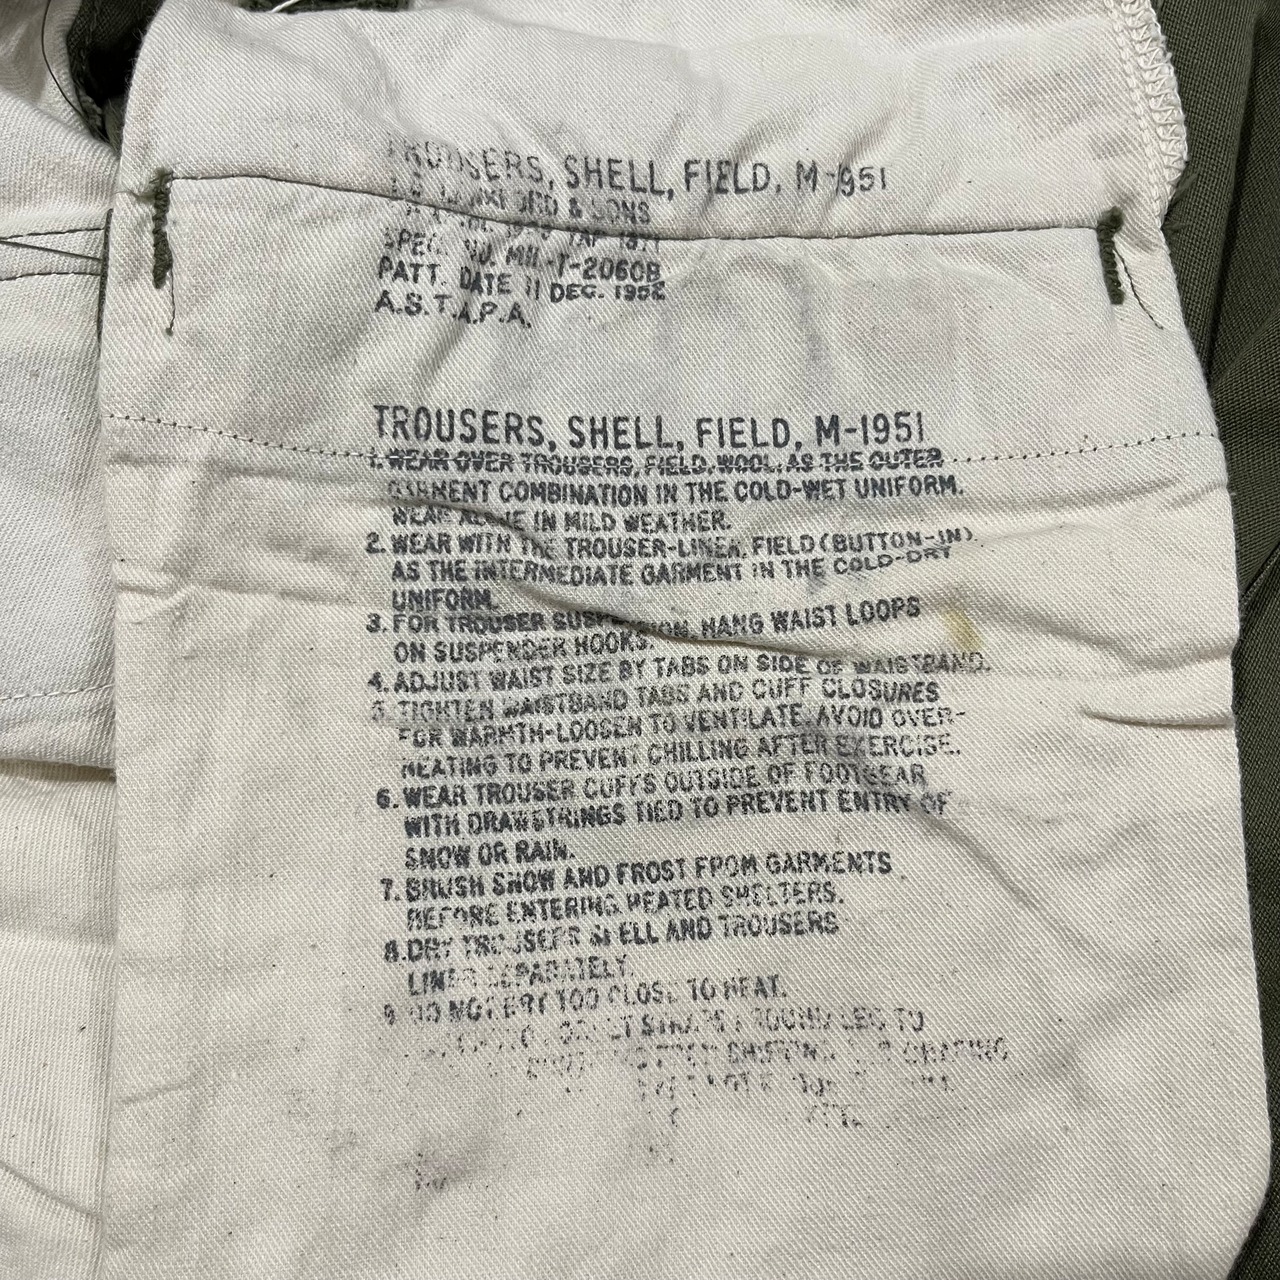 TROUSERS, SHELL, FIELD, M-1951
& SONS
SPEC. NO. MIL-T-2060B
PATT. DATE 11 DEC. 1952
A.S.T.A.P.A.
TROUSERS, SHELL, FIELD, M-1951
1. WEAR OVER TROUSERS, FIELD, WOOL, AS THE OUTER
GARMENT COMBINATION IN THE COLD-WET UNIFORM.
WEAR ALONE IN MILD WEATHER.
2. WEAR WITH THE TROUSER-LINER, FIELD (BUTTON-IN)
AS THE INTERMEDIATE GARMENT IN THE COLD-DRY
UNIFORM.
3. FOR TROUSER SUSPENSION, HANG WAIST LOOPS
ON SUSPENDER HOOKS.
4. ADJUST WAIST SIZE BY TABS ON SIDE OF WAISTBAND.
5. TIGHTEN WAISTBAND TABS AND CUFF CLOSURES
FOR WARMTH-LOOSEN TO VENTILATE. AVOID OVER-
HEATING TO PREVENT CHILLING AFTER EXERCISE.
6. WEAR TROUSER CUFFS OUTSIDE OF FOOTGEAR
WITH DRAWSTRINGS TIED TO PREVENT ENTRY OF
SNOW OR RAIN.
7. BRUSH SNOW AND FROST FROM GARMENTS
BEFORE ENTERING HEATED SHELTERS.
8. DRY TROUSERS SHELL AND TROUSERS
LINER SEPARATELY.
9. DO NOT DRY TOO CLOSE TO HEAT.
LEG TO